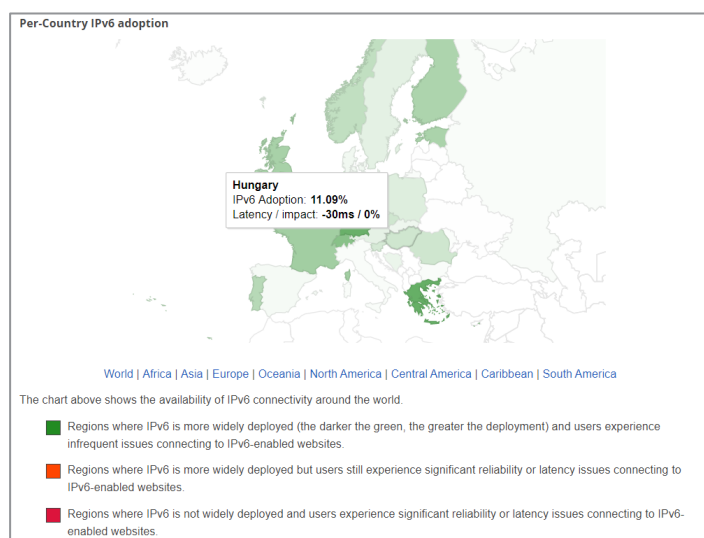 Per-Country IPv6 adoption
Hungary
IPv6 Adoption: 11.09%
Latency / impact: -30ms / 0%
World | Africa | Asia | Europe | Oceania | North America | Central America | Caribbean | South America
The chart above shows the availability of IPv6 connectivity around the world.
Regions where IPv6 is more widely deployed (the darker the green, the greater the deployment) and users experience
infrequent issues connecting to IPv6-enabled websites.
Regions where IPv6 is more widely deployed but users still experience significant reliability or latency issues connecting to
IPv6-enabled websites.
Regions where IPv6 is not widely deployed and users experience significant reliability or latency issues connecting to IPv6-
enabled websites.